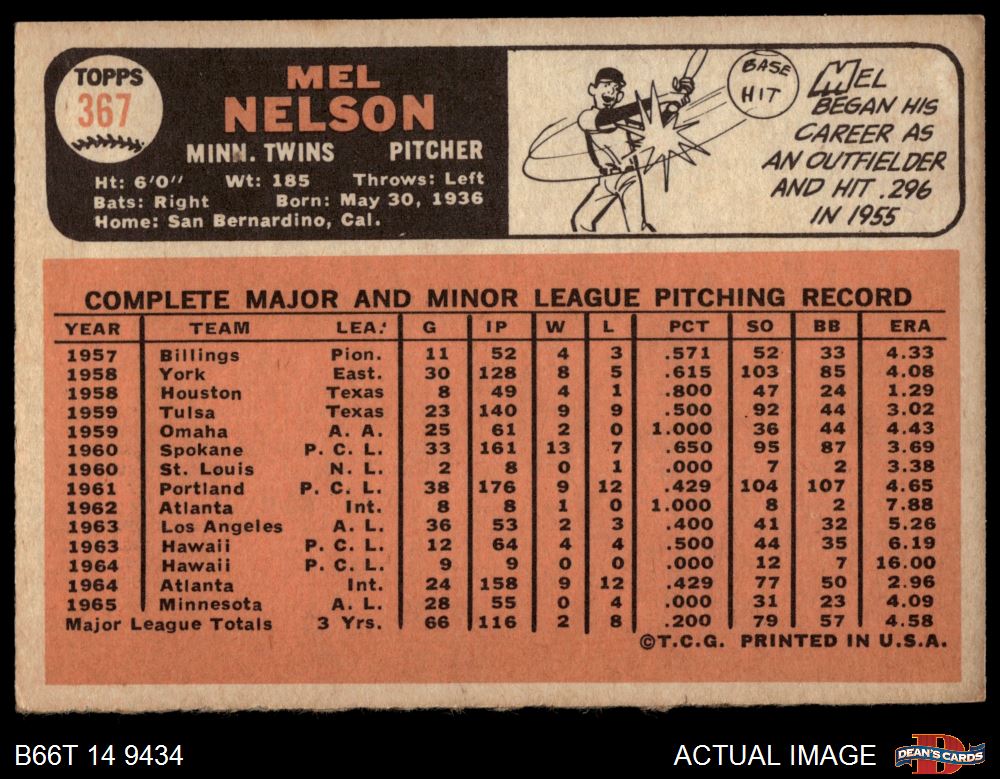 TOPPS
367
MEL
NELSON
MINN. TWINS PITCHER
Ht: 6'0" Wt: 185 Throws: Left
Bats: Right Born: May 30, 1936
Home: San Bernardino, Cal.
BASE
HIT
MEL
BEGAN HIS
CAREER AS
AN OUTFIELDER
AND HIT .296
IN 1955
COMPLETE MAJOR AND MINOR LEAGUE PITCHING RECORD
YEAR TEAM LEA. G IP W L PCT SO BB ERA
1957 Billings Pion. 11 52 4 3 .571 52 33 4.33
1958 York East. 30 128 8 5 .615 103 85 4.08
1958 Houston Texas 8 49 4 1 .800 47 24 1.29
1959 Tulsa Texas 23 140 9 9 .500 92 44 3.02
1959 Omaha A. A. 25 61 2 0 1.000 36 44 4.43
1960 Spokane P. C. L. 33 161 13 7 .650 95 87 3.69
1960 St. Louis N. L. 2 8 0 1 .000 7 2 3.38
1961 Portland P. C. L. 38 176 9 12 .429 104 107 4.65
1962 Atlanta Int. 8 8 1 0 1.000 8 2 7.88
1963 Los Angeles A. L. 36 53 2 3 .400 41 32 5.26
1963 Hawaii P. C. L. 12 64 4 4 .500 44 35 6.19
1964 Hawaii P. C. L. 9 9 0 0 .000 12 7 16.00
1964 Atlanta Int. 24 158 9 12 .429 77 50 2.96
1965 Minnesota A. L. 28 55 0 4 .000 31 23 4.09
Major League Totals 3 Yrs. 66 116 2 8 .200 79 57 4.58
©T.C.G. PRINTED IN U.S.A.
B66T 14 9434
ACTUAL IMAGE
D
DEAN'S CARDS